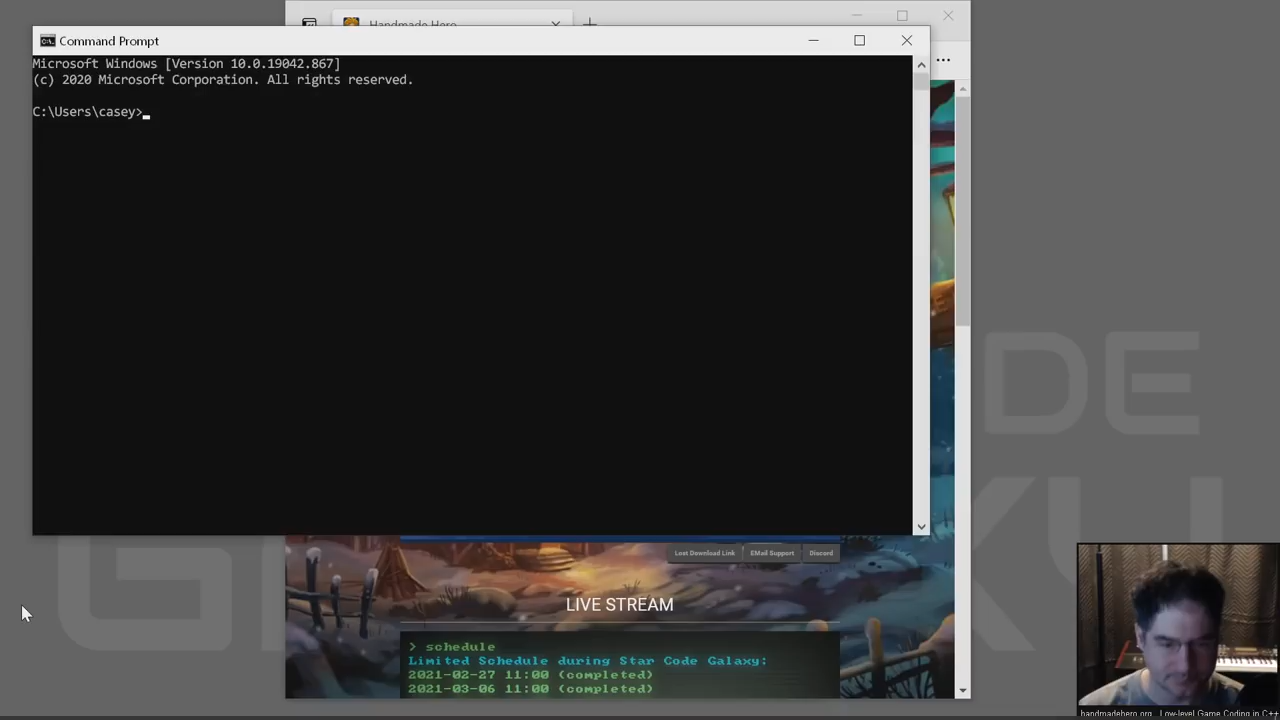 Handmade Hero
Command Prompt
Microsoft Windows [Version 10.0.19042.867]
(c) 2020 Microsoft Corporation. All rights reserved.
C:\Users\casey>
Lost Download Link
EMail Support
Discord
LIVE STREAM
> schedule
Limited Schedule during Star Code Galaxy:
2021-02-27 11:00 (completed)
2021-03-06 11:00 (completed)
handmadehero.org - Low-level Game Coding in C++